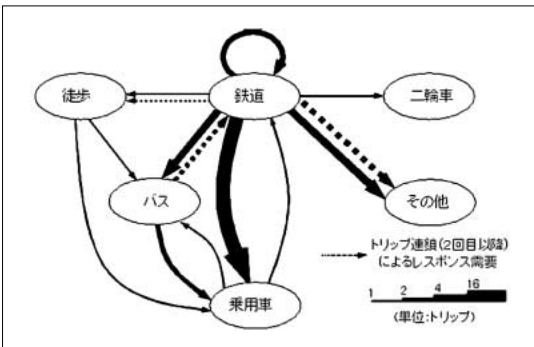 徒歩
鉄道
二輪車
バス
その他
乗用車
トリップ連鎖(2回目以降)
によるレスポンス需要
1 2 4 16
(単位:トリップ)